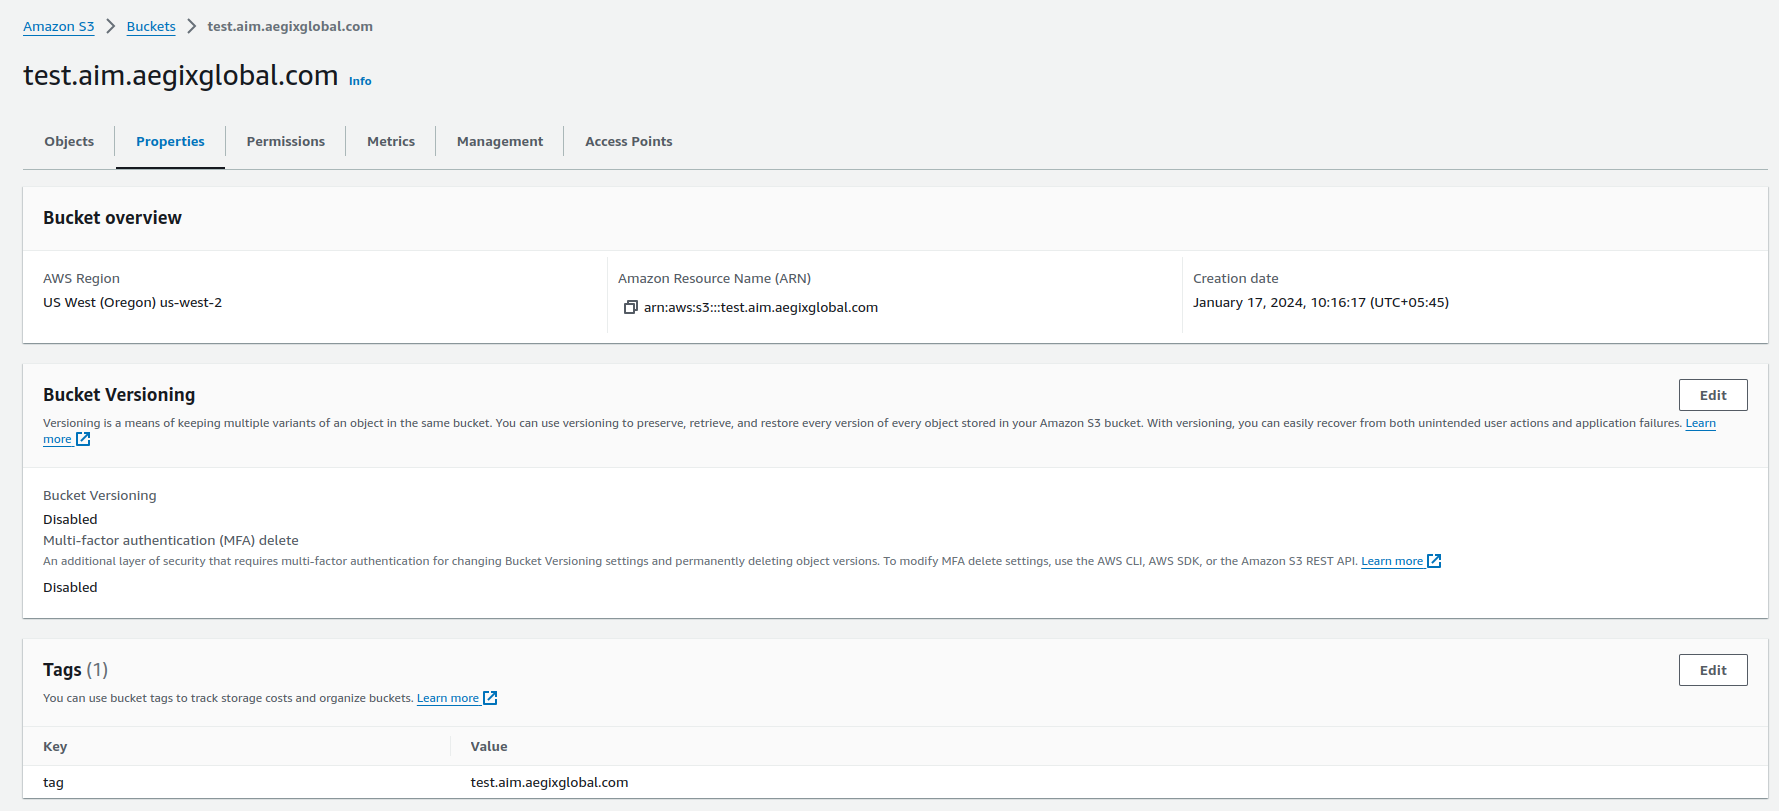 Amazon S3 > Buckets > test.aim.aegixglobal.com
test.aim.aegixglobal.com Info
Objects Properties Permissions Metrics Management Access Points
Bucket overview
AWS Region
US West (Oregon) us-west-2
Amazon Resource Name (ARN)
arn:aws:s3:::test.aim.aegixglobal.com
Creation date
January 17, 2024, 10:16:17 (UTC+05:45)
Bucket Versioning
Edit
Versioning is a means of keeping multiple variants of an object in the same bucket. You can use versioning to preserve, retrieve, and restore every version of every object stored in your Amazon S3 bucket. With versioning, you can easily recover from both unintended user actions and application failures. Learn
more
Bucket Versioning
Disabled
Multi-factor authentication (MFA) delete
An additional layer of security that requires multi-factor authentication for changing Bucket Versioning settings and permanently deleting object versions. To modify MFA delete settings, use the AWS CLI, AWS SDK, or the Amazon S3 REST API. Learn more
Disabled
Tags (1)
Edit
You can use bucket tags to track storage costs and organize buckets. Learn more
Key Value
tag test.aim.aegixglobal.com